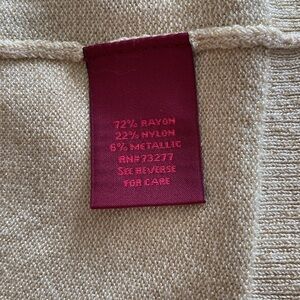 72% RAYON
22% NYLON
6% METALLIC
RN#73277
SEE REVERSE
FOR CARE